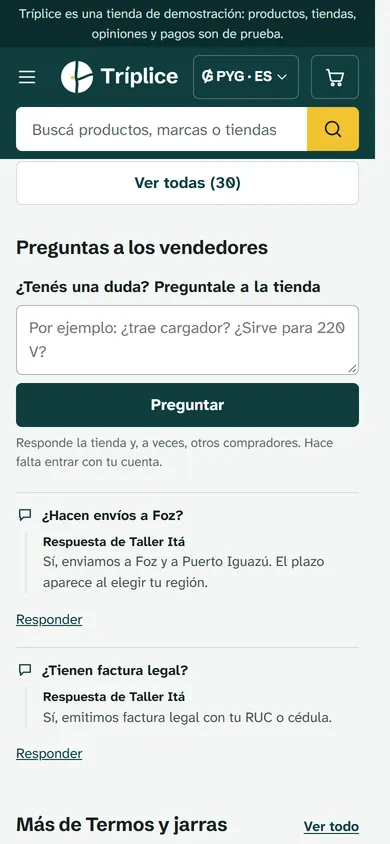 Tríplice es una tienda de demostración: productos, tiendas,
opiniones y pagos son de prueba.
Tríplice
₲ PYG · ES
Buscá productos, marcas o tiendas
Ver todas (30)
Preguntas a los vendedores
¿Tenés una duda? Preguntale a la tienda
Por ejemplo: ¿trae cargador? ¿Sirve para 220
V?
Preguntar
Responde la tienda y, a veces, otros compradores. Hace
falta entrar con tu cuenta.
¿Hacen envíos a Foz?
Respuesta de Taller Itá
Sí, enviamos a Foz y a Puerto Iguazú. El plazo
aparece al elegir tu región.
Responder
¿Tienen factura legal?
Respuesta de Taller Itá
Sí, emitimos factura legal con tu RUC o cédula.
Responder
Más de Termos y jarras
Ver todo